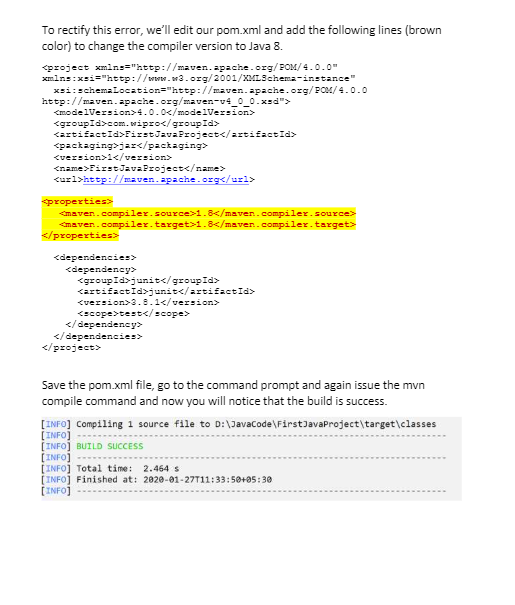 To rectify this error, we'll edit our pom.xml and add the following lines (brown
color) to change the compiler version to Java 8.
<project xmlns="http://maven.apache.org/POM/4.0.0"
xmlns:xsi="http://www.w3.org/2001/XMLSchema-instance"
xsi:schemaLocation="http://maven.apache.org/POM/4.0.0
http://maven.apache.org/maven-v4_0_0.xsd">
<modelVersion>4.0.0</modelVersion>
<groupId>com.wipro</groupId>
<artifactId>FirstJavaProject</artifactId>
<packaging>jar</packaging>
<version>1</version>
<name>FirstJavaProject</name>
<url>http://maven.apache.org</url>
<properties>
<maven.compiler.source>1.8</maven.compiler.source>
<maven.compiler.target>1.8</maven.compiler.target>
</properties>
<dependencies>
<dependency>
<groupId>junit</groupId>
<artifactId>junit</artifactId>
<version>3.8.1</version>
<scope>test</scope>
</dependency>
</dependencies>
</project>
Save the pom.xml file, go to the command prompt and again issue the mvn
compile command and now you will notice that the build is success.
[INFO] Compiling 1 source file to D:\JavaCode\FirstJavaProject\target\classes
[INFO] ------------------------------------------------------------------------
[INFO] BUILD SUCCESS
[INFO] ------------------------------------------------------------------------
[INFO] Total time:  2.464 s
[INFO] Finished at: 2020-01-27T11:33:50+05:30
[INFO] ------------------------------------------------------------------------